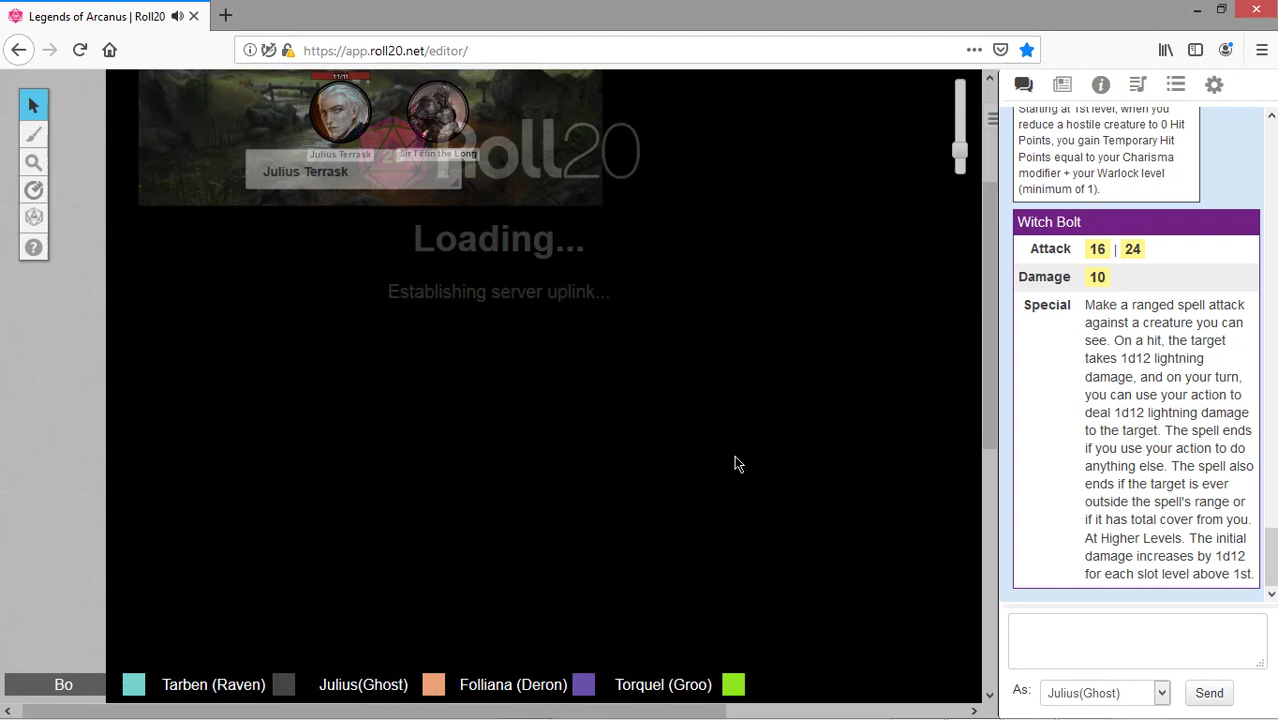 Legends of Arcanus | Roll20
https://app.roll20.net/editor/
11/11
Julius Terrask
Sir Tiffin the Long
Julius Terrask
Roll20
Loading...
Establishing server uplink...
Starting at 1st level, when you
reduce a hostile creature to 0 Hit
Points, you gain Temporary Hit
Points equal to your Charisma
modifier + your Warlock level
(minimum of 1).
Witch Bolt
Attack 16 | 24
Damage 10
Special Make a ranged spell attack
against a creature you can
see. On a hit, the target
takes 1d12 lightning
damage, and on your turn,
you can use your action to
deal 1d12 lightning damage
to the target. The spell ends
if you use your action to do
anything else. The spell also
ends if the target is ever
outside the spell's range or
if it has total cover from you.
At Higher Levels. The initial
damage increases by 1d12
for each slot level above 1st.
Bo Tarben (Raven) Julius(Ghost) Folliana (Deron) Torquel (Groo)
As: Julius(Ghost) Send